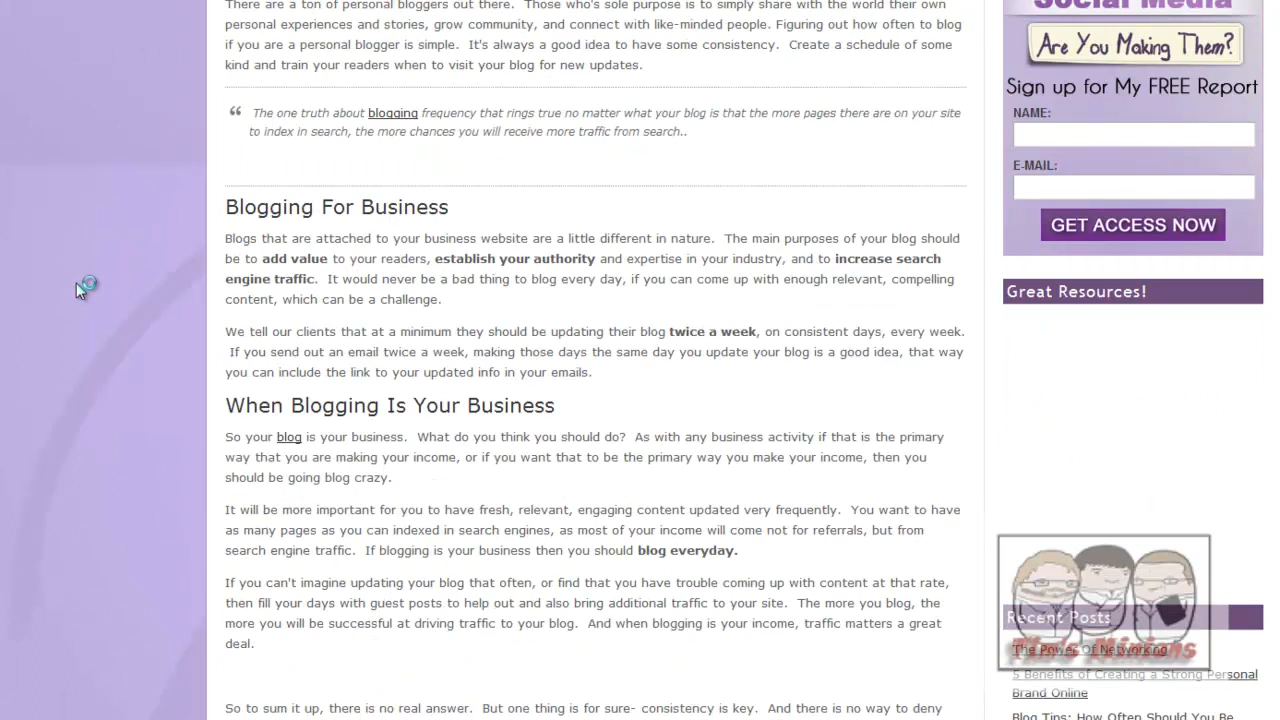 There are a ton of personal bloggers out there. Those who's sole purpose is to simply share with the world their own
personal experiences and stories, grow community, and connect with like-minded people. Figuring out how often to blog
if you are a personal blogger is simple. It's always a good idea to have some consistency. Create a schedule of some
kind and train your readers when to visit your blog for new updates.
“ The one truth about blogging frequency that rings true no matter what your blog is that the more pages there are on your site
to index in search, the more chances you will receive more traffic from search..
Blogging For Business
Blogs that are attached to your business website are a little different in nature. The main purposes of your blog should
be to add value to your readers, establish your authority and expertise in your industry, and to increase search
engine traffic. It would never be a bad thing to blog every day, if you can come up with enough relevant, compelling
content, which can be a challenge.
We tell our clients that at a minimum they should be updating their blog twice a week, on consistent days, every week.
If you send out an email twice a week, making those days the same day you update your blog is a good idea, that way
you can include the link to your updated info in your emails.
When Blogging Is Your Business
So your blog is your business. What do you think you should do? As with any business activity if that is the primary
way that you are making your income, or if you want that to be the primary way you make your income, then you
should be going blog crazy.
It will be more important for you to have fresh, relevant, engaging content updated very frequently. You want to have
as many pages as you can indexed in search engines, as most of your income will come not for referrals, but from
search engine traffic. If blogging is your business then you should blog everyday.
If you can't imagine updating your blog that often, or find that you have trouble coming up with content at that rate,
then fill your days with guest posts to help out and also bring additional traffic to your site. The more you blog, the
more you will be successful at driving traffic to your blog. And when blogging is your income, traffic matters a great
deal.
So to sum it up, there is no real answer. But one thing is for sure- consistency is key. And there is no way to deny
Social Media
Are You Making Them?
Sign up for My FREE Report
NAME:
E-MAIL:
GET ACCESS NOW
Great Resources!
Recent Posts
The Power Of Networking
Tim's Minions
5 Benefits of Creating a Strong Personal
Brand Online
Blog Tips: How Often Should You Be